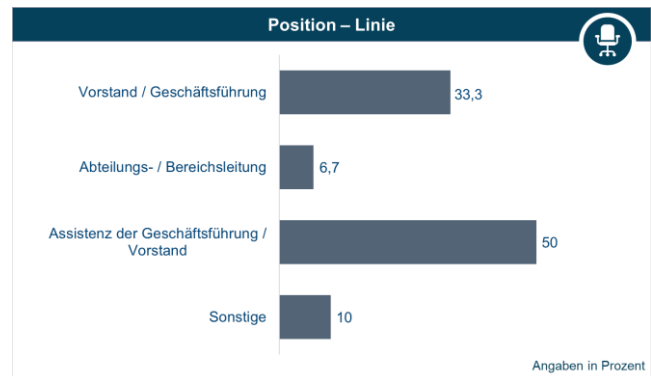 Position – Linie
Vorstand / Geschäftsführung
33,3
Abteilungs- / Bereichsleitung
6,7
Assistenz der Geschäftsführung /
Vorstand
50
Sonstige
10
Angaben in Prozent